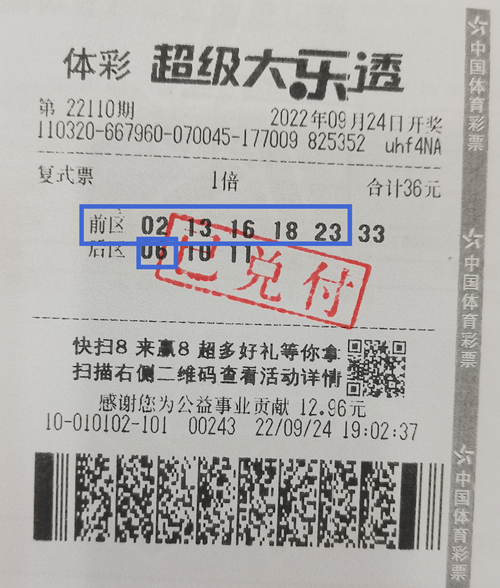 体彩 超级大乐透
第 22110期 2022年09月24日开奖
110320-667960-070045-177009 825352 uhf4NA
复式票 1倍 合计36元
前区 02 13 16 18 23 33
后区 06 10 11
已兑付
快扫8 来赢8 超多好礼等你拿
扫描右侧二维码查看活动详情
感谢您为公益事业贡献 12.96元
10-010102-101 00243 22/09/24 19:02:37
中国体育彩票
中国体育彩票
中国体育彩票